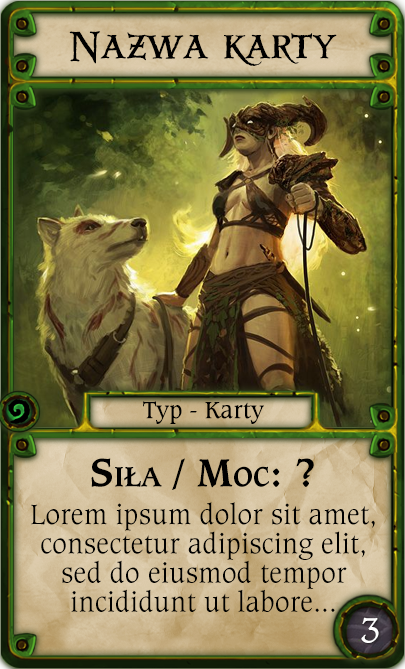 Nazwa karty
Typ - Karty
Siła / Moc: ?
Lorem ipsum dolor sit amet,
consectetur adipiscing elit,
sed do eiusmod tempor
incididunt ut labore...
3